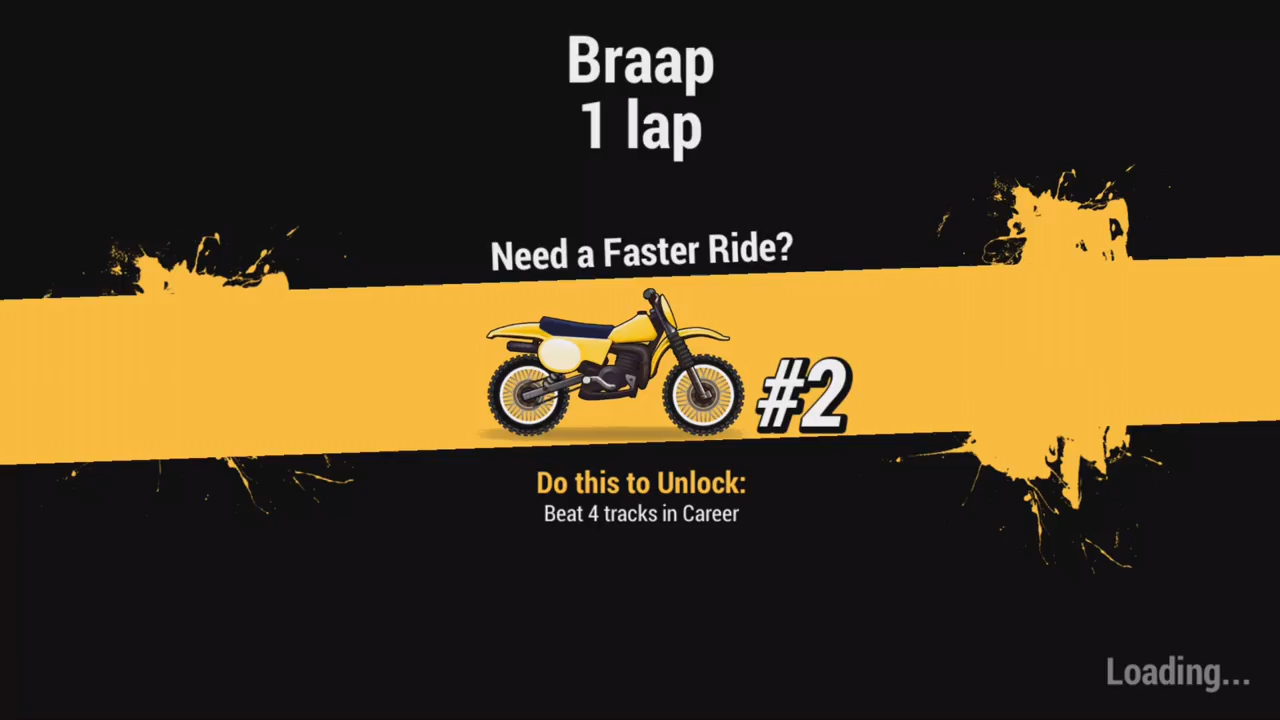 Braap
1 lap
Need a Faster Ride?
#2
Do this to Unlock:
Beat 4 tracks in Career
Loading...